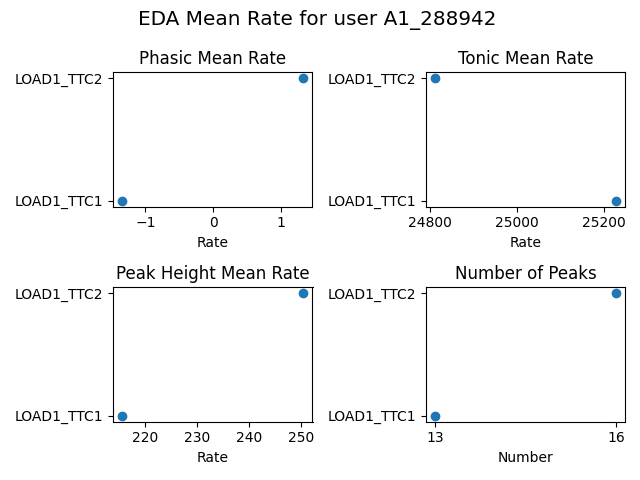 EDA Mean Rate for user A1_288942
Phasic Mean Rate
LOAD1_TTC2
LOAD1_TTC1
−1 0 1
Rate
Tonic Mean Rate
LOAD1_TTC2
LOAD1_TTC1
24800 25000 25200
Rate
Peak Height Mean Rate
LOAD1_TTC2
LOAD1_TTC1
220 230 240 250
Rate
Number of Peaks
LOAD1_TTC2
LOAD1_TTC1
13 16
Number